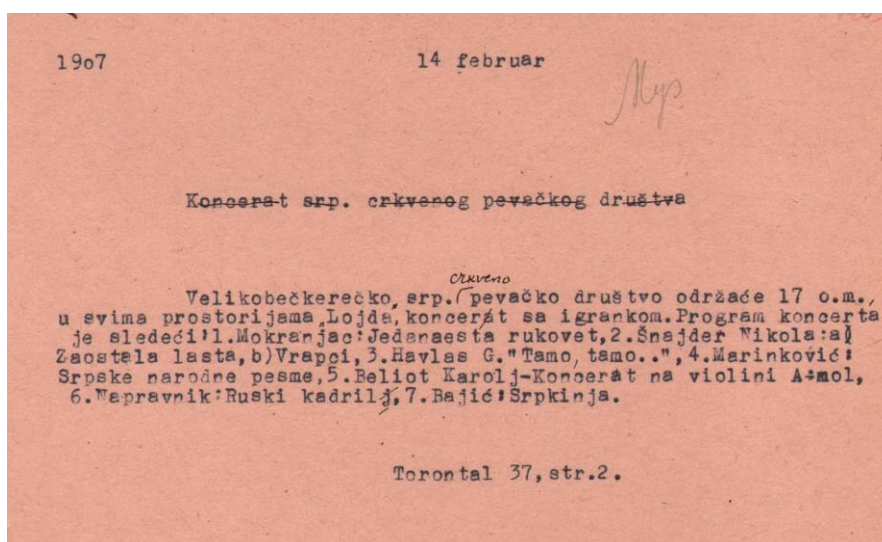 19o7 14 februar
Muz.
Koncerat srp. crkvenog pevačkog društva
crkveno
Velikobečkerečko, srp. pevačko društvo održaće 17 o.m.,
u svima prostorijama „Lojda, koncerat sa igrankom.Program koncerta
je sledeći:1.Mokranjac:Jedanaesta rukovet,2.Šnajder Nikola:a)
Zaostala lasta,b)Vrapci,3.Havlas G."Tamo,tamo..",4.Marinković:
Srpske narodne pesme,5.Beliot Karolj-Koncerat na violini A-mol,
6.Napravnik:Ruski kadrilj,7.Bajić:Srpkinja.
Torontal 37,str.2.